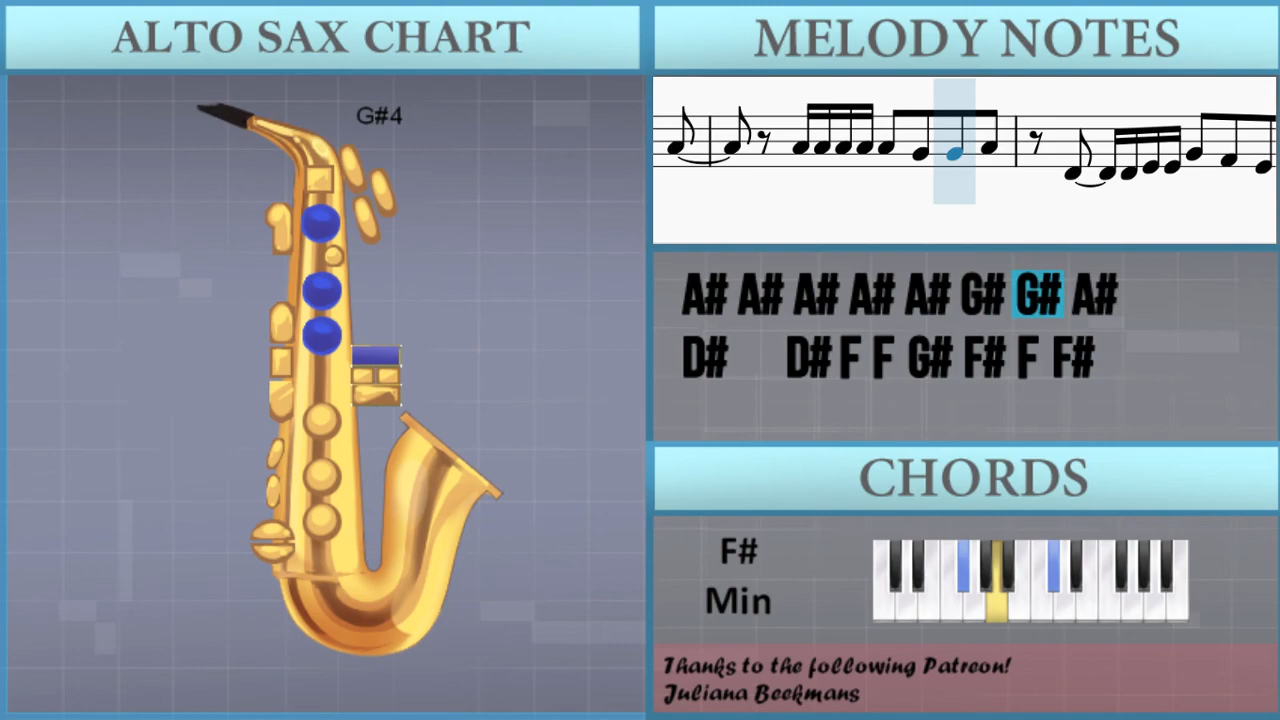 ALTO SAX CHART
G#4
MELODY NOTES
A# A# A# A# A# G# G# A#
D# D# F F G# F# F F#
CHORDS
F#
Min
Thanks to the following Patreon!
Juliana Beekmans